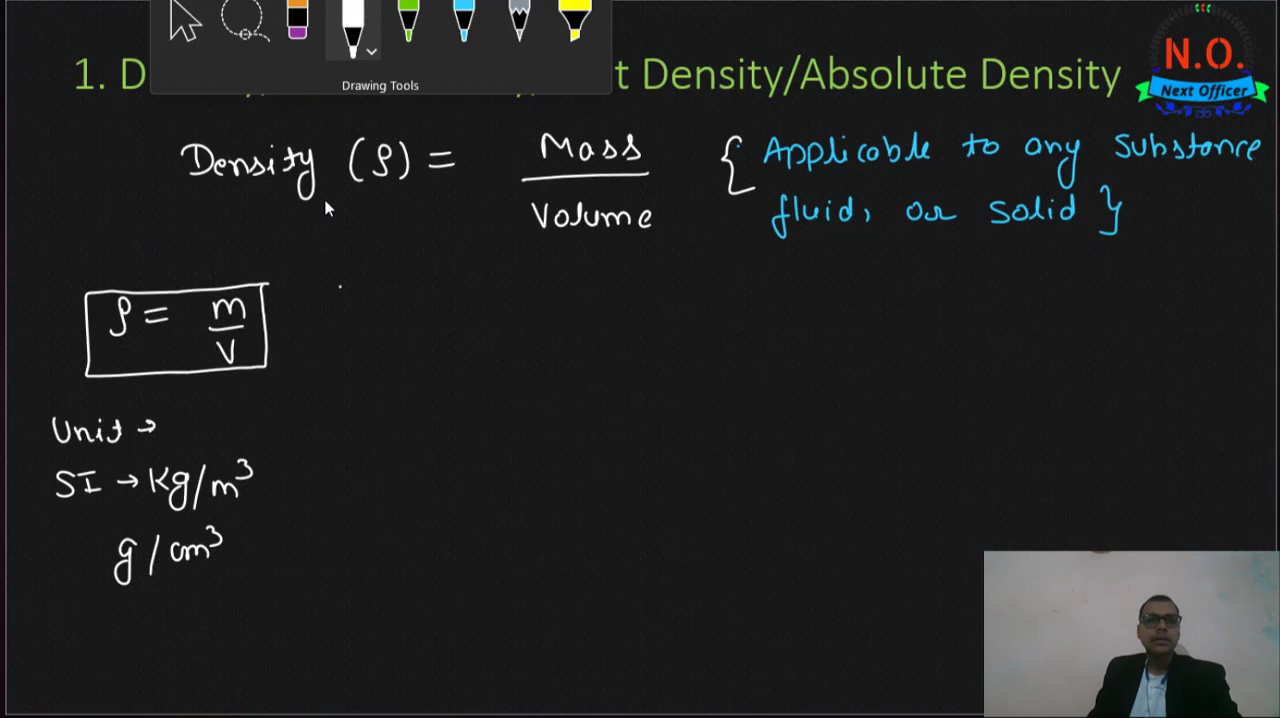 Drawing Tools
1. D t Density/Absolute Density
N.O.
Next Officer
Density (ρ) = Mass / Volume { Applicable to any substance
fluid, or solid }
ρ = m / V
Unit →
SI → Kg/m³
g/cm³